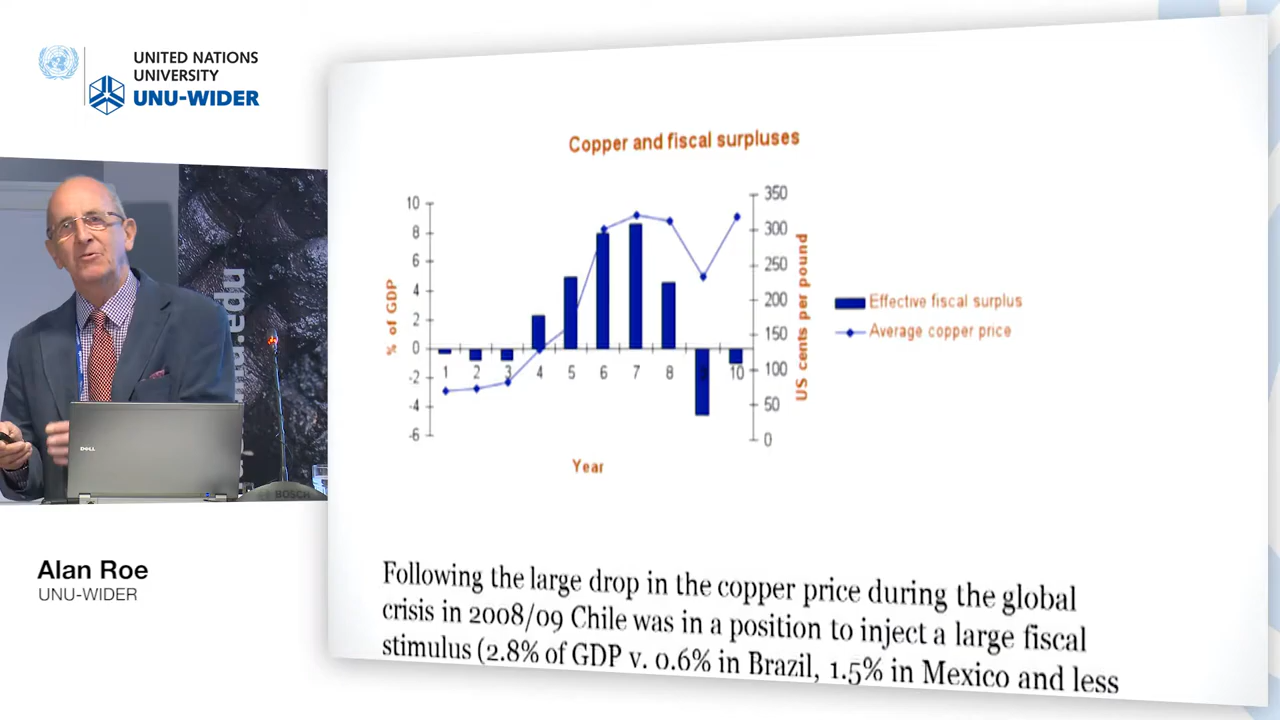 UNITED NATIONS
UNIVERSITY
UNU-WIDER
Copper and fiscal surpluses
10
8
6
4
2
0
-2
-4
-6
% of GDP
1 2 3 4 5 6 7 8 10
Year
350
300
250
200
150
100
50
0
US cents per pound
Effective fiscal surplus
Average copper price
DELL
BOSCH
Alan Roe
UNU-WIDER
Following the large drop in the copper price during the global
crisis in 2008/09 Chile was in a position to inject a large fiscal
stimulus (2.8% of GDP v. 0.6% in Brazil, 1.5% in Mexico and less